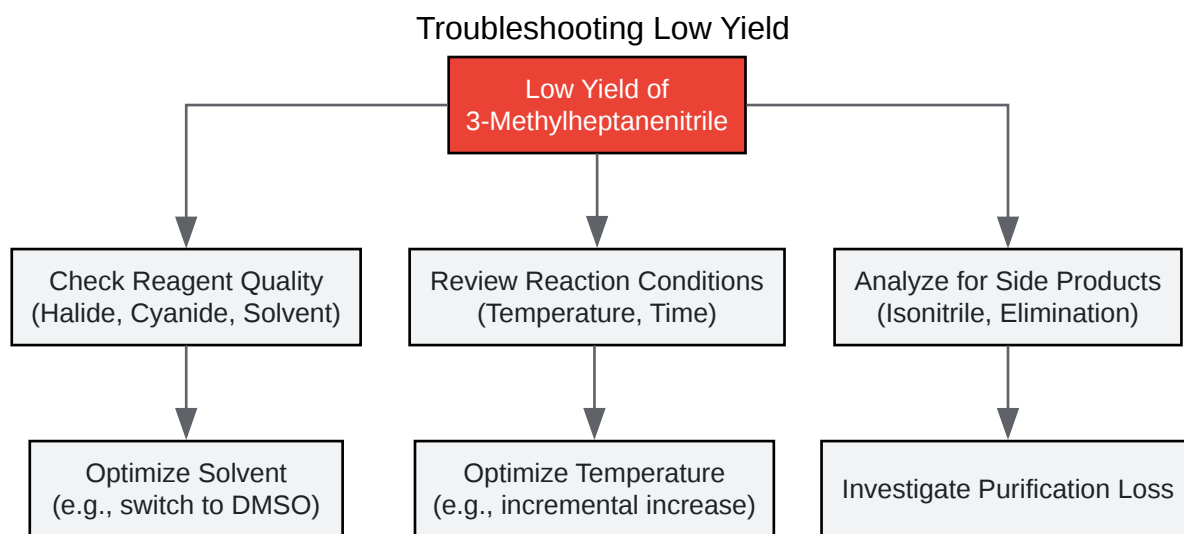 Troubleshooting Low Yield
Low Yield of
3-Methylheptanenitrile
Check Reagent Quality
(Halide, Cyanide, Solvent)
Review Reaction Conditions
(Temperature, Time)
Analyze for Side Products
(Isonitrile, Elimination)
Optimize Solvent
(e.g., switch to DMSO)
Optimize Temperature
(e.g., incremental increase)
Investigate Purification Loss